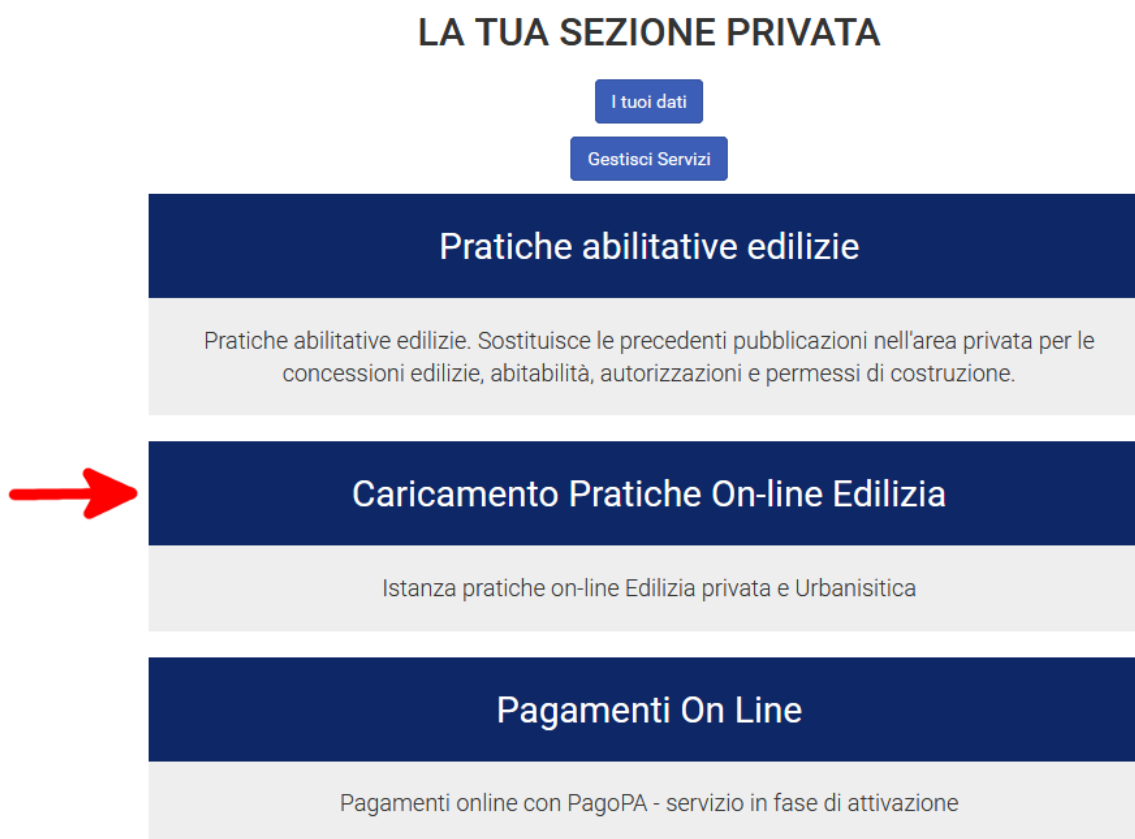 LA TUA SEZIONE PRIVATA
I tuoi dati
Gestisci Servizi
Pratiche abilitative edilizie
Pratiche abilitative edilizie. Sostituisce le precedenti pubblicazioni nell'area privata per le
concessioni edilizie, abitabilità, autorizzazioni e permessi di costruzione.
Caricamento Pratiche On-line Edilizia
Istanza pratiche on-line Edilizia privata e Urbanisitica
Pagamenti On Line
Pagamenti online con PagoPA - servizio in fase di attivazione